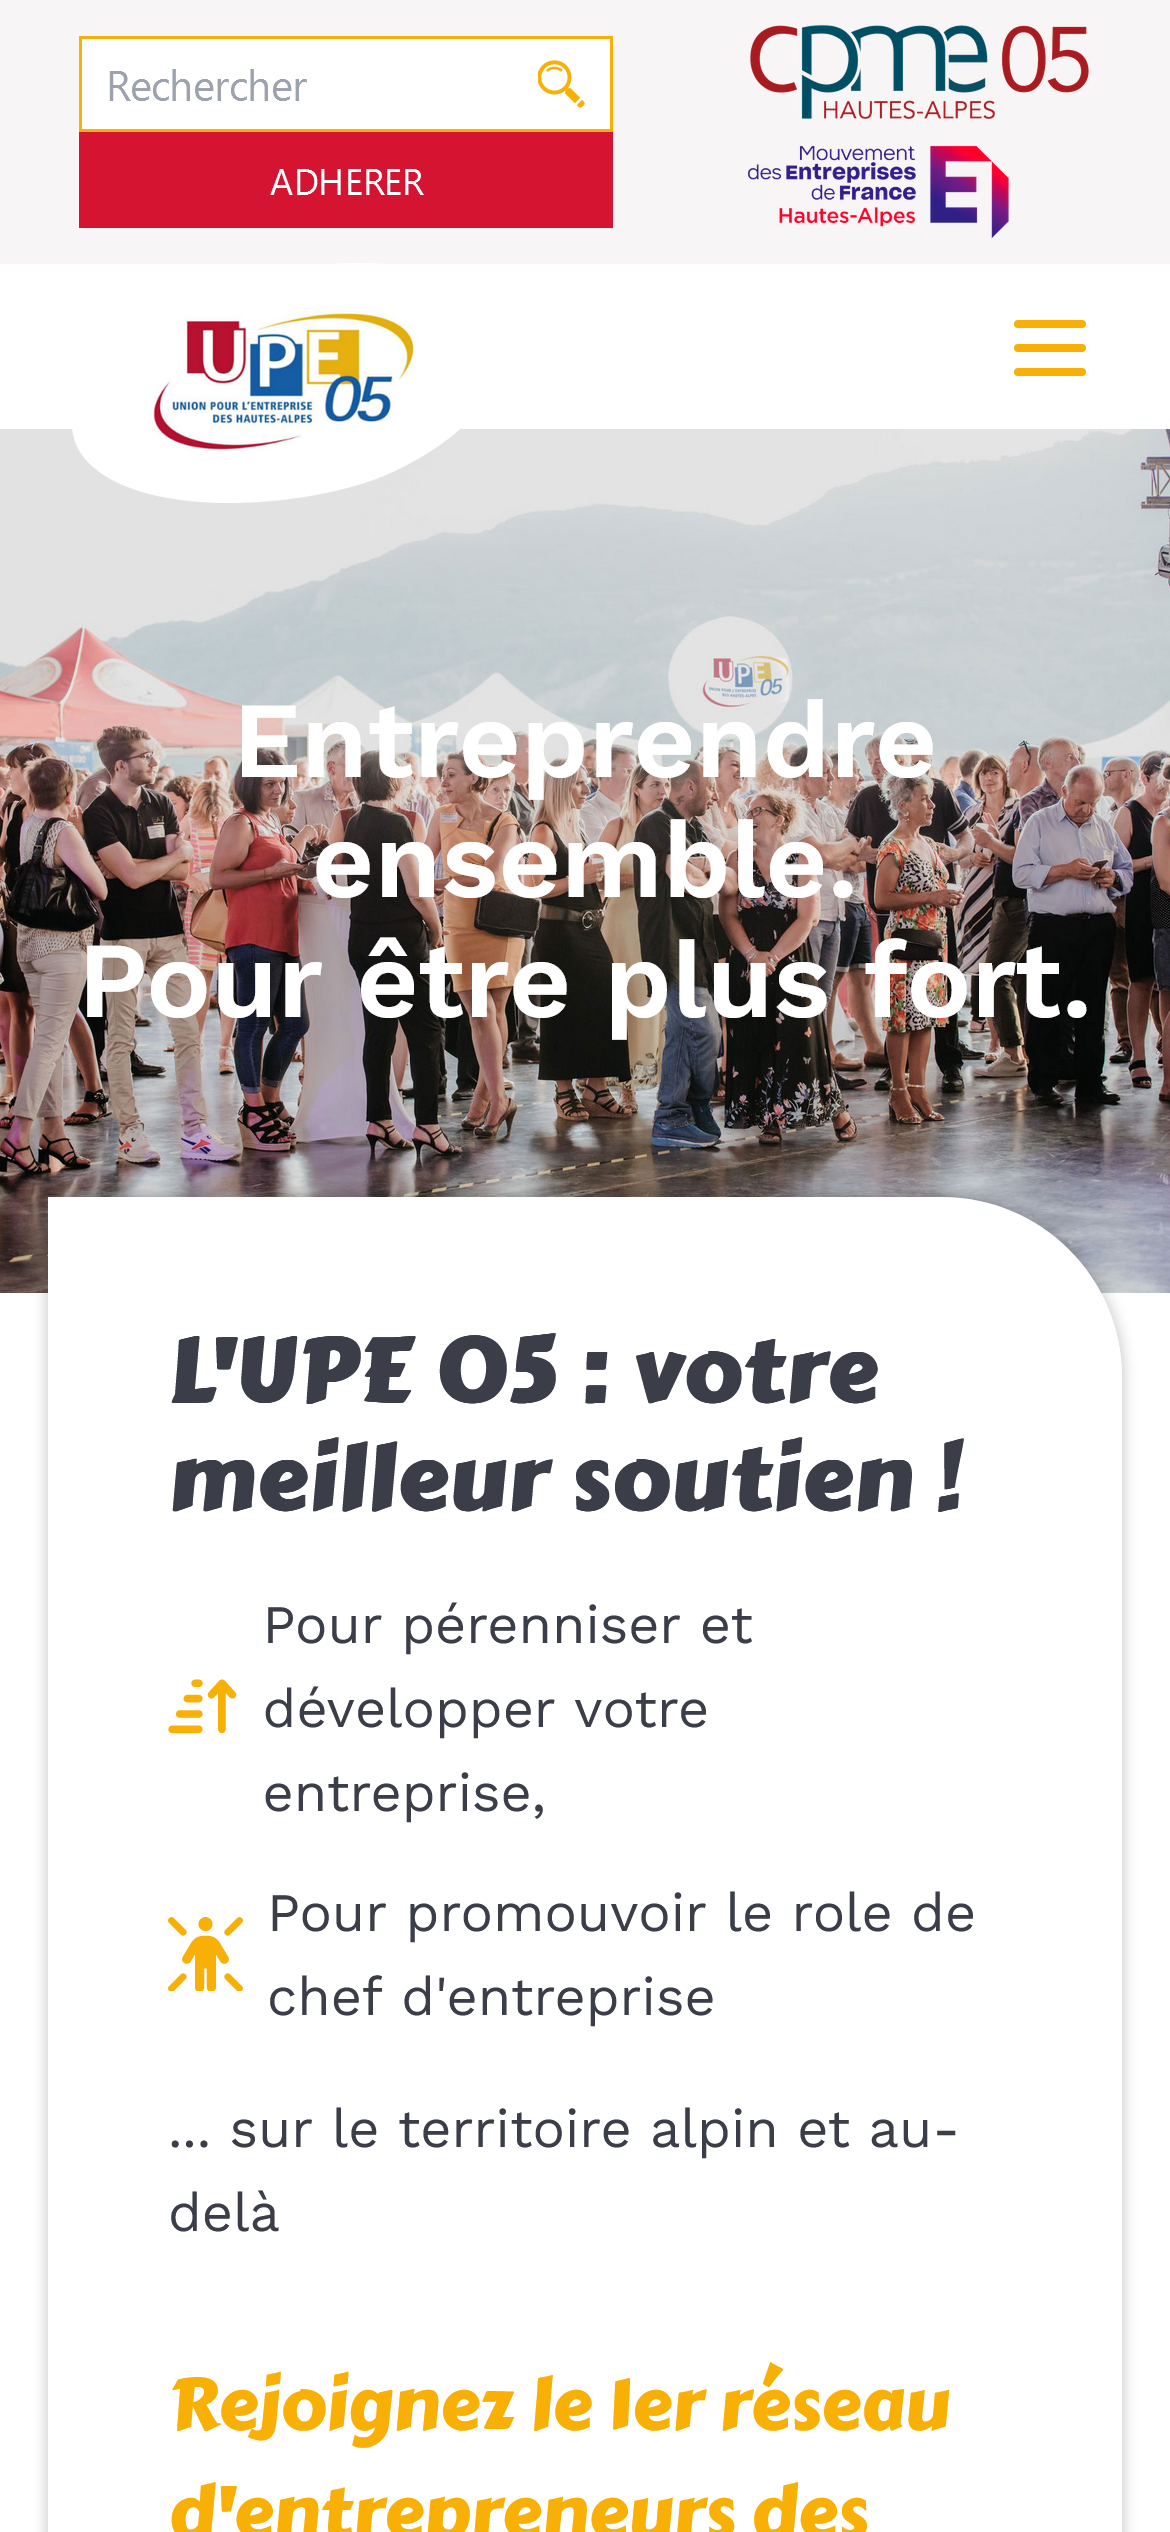 Rechercher
ADHERER
cpme 05
HAUTES-ALPES
Mouvement
des Entreprises
de France
Hautes-Alpes
UPE
05
UNION POUR L'ENTREPRISE
DES HAUTES-ALPES
UPE
05
Entreprendre
ensemble.
Pour être plus fort.
L'UPE 05 : votre
meilleur soutien !
Pour pérenniser et
développer votre
entreprise,
Pour promouvoir le role de
chef d'entreprise
... sur le territoire alpin et au-
delà
Rejoignez le 1er réseau
d'entrepreneurs des